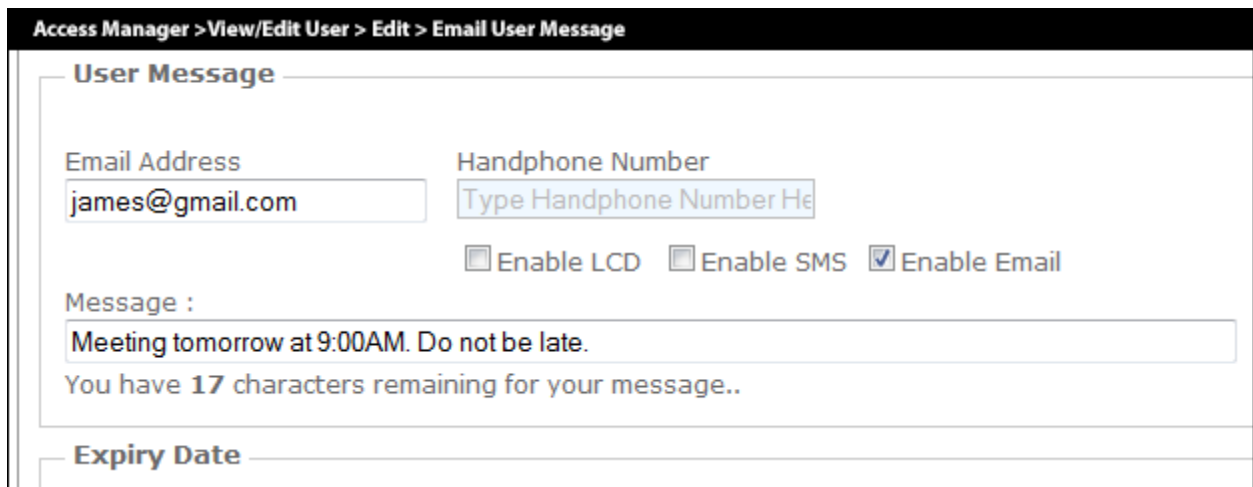 Access Manager >View/Edit User > Edit > Email User Message
User Message
Email Address Handphone Number
james@gmail.com Type Handphone Number He
Enable LCD Enable SMS Enable Email
Message :
Meeting tomorrow at 9:00AM. Do not be late.
You have 17 characters remaining for your message..
Expiry Date